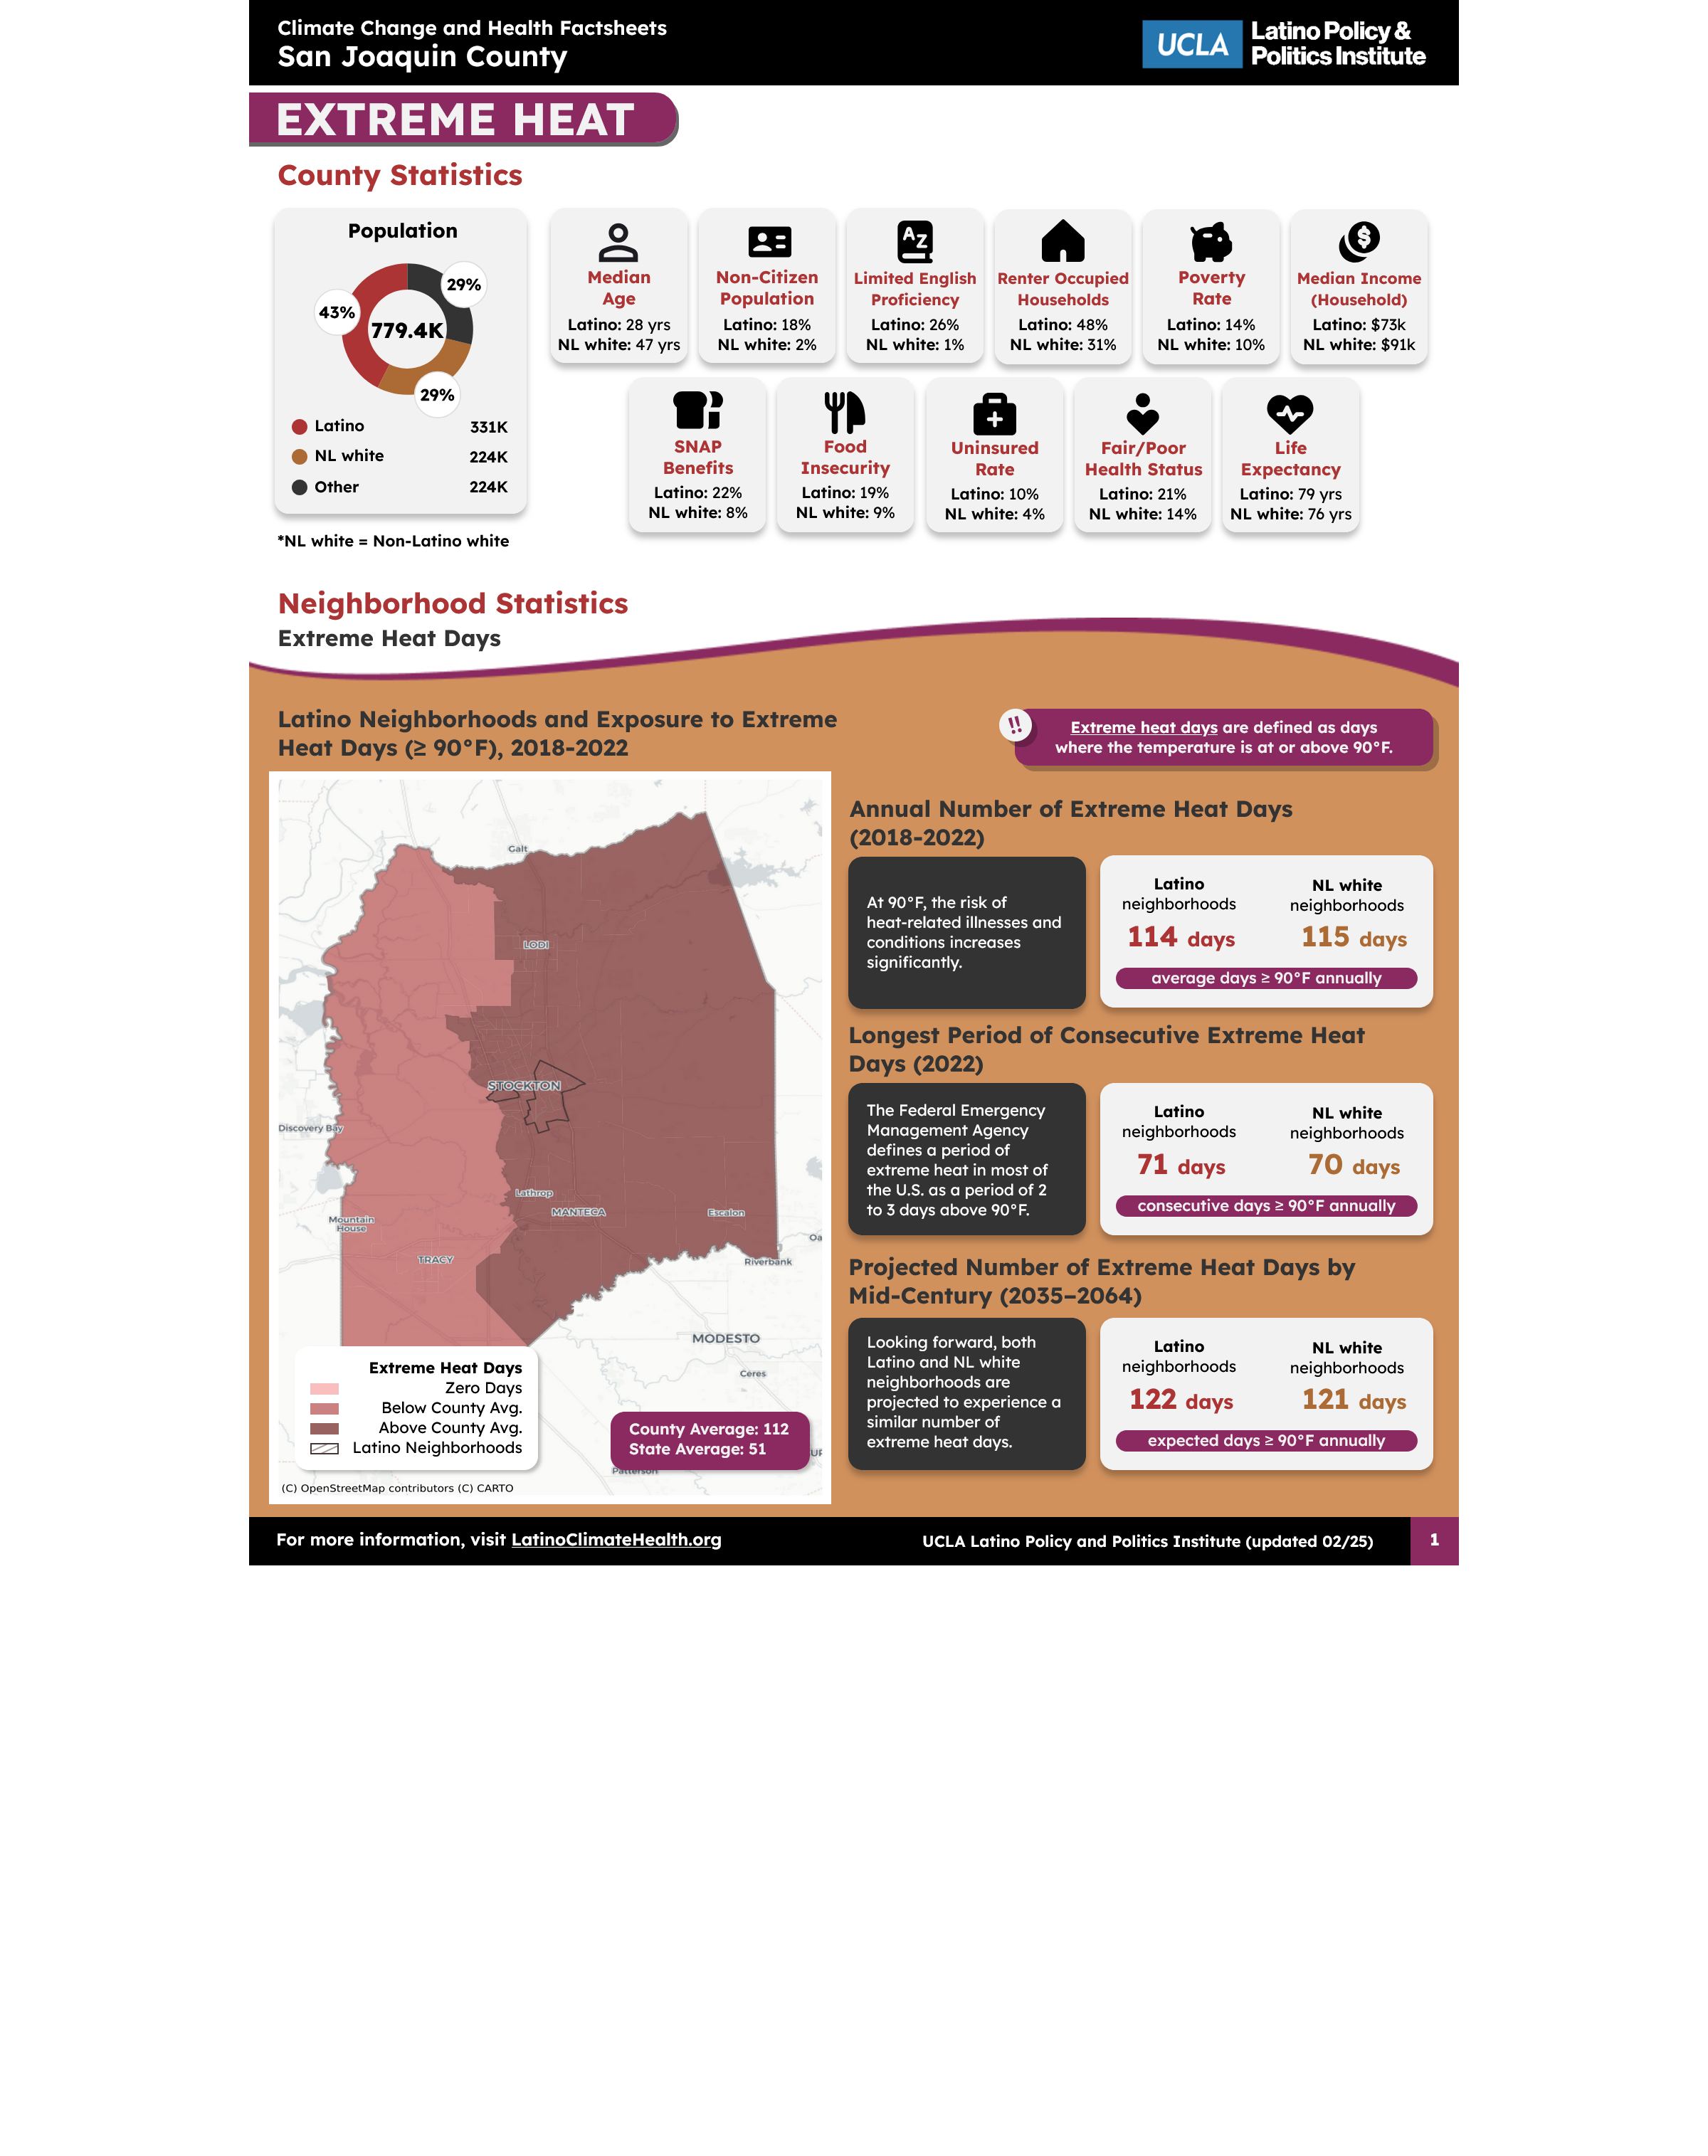 Climate Change and Health Factsheets
San Joaquin County
UCLA
Latino Policy &
Politics Institute
EXTREME HEAT
County Statistics
Population
29%
43%
779.4K
29%
Latino 331K
NL white 224K
Other 224K
*NL white = Non-Latino white
Median
Age
Latino: 28 yrs
NL white: 47 yrs
Non-Citizen
Population
Latino: 18%
NL white: 2%
A Z
Limited English
Proficiency
Latino: 26%
NL white: 1%
Renter Occupied
Households
Latino: 48%
NL white: 31%
Poverty
Rate
Latino: 14%
NL white: 10%
$
Median Income
(Household)
Latino: $73k
NL white: $91k
SNAP
Benefits
Latino: 22%
NL white: 8%
Food
Insecurity
Latino: 19%
NL white: 9%
Uninsured
Rate
Latino: 10%
NL white: 4%
Fair/Poor
Health Status
Latino: 21%
NL white: 14%
Life
Expectancy
Latino: 79 yrs
NL white: 76 yrs
Neighborhood Statistics
Extreme Heat Days
Latino Neighborhoods and Exposure to Extreme
Heat Days (≥ 90°F), 2018-2022
!!
Extreme heat days are defined as days
where the temperature is at or above 90°F.
Galt
LODI
STOCKTON
Discovery Bay
Lathrop
MANTECA
Escalon
Mountain
House
TRACY
Oa
Riverbank
MODESTO
Ceres
Patterson
Extreme Heat Days
Zero Days
Below County Avg.
Above County Avg.
Latino Neighborhoods
County Average: 112
State Average: 51
(C) OpenStreetMap contributors (C) CARTO
Annual Number of Extreme Heat Days
(2018-2022)
At 90°F, the risk of
heat-related illnesses and
conditions increases
significantly.
Latino
neighborhoods
114 days
NL white
neighborhoods
115 days
average days ≥ 90°F annually
Longest Period of Consecutive Extreme Heat
Days (2022)
The Federal Emergency
Management Agency
defines a period of
extreme heat in most of
the U.S. as a period of 2
to 3 days above 90°F.
Latino
neighborhoods
71 days
NL white
neighborhoods
70 days
consecutive days ≥ 90°F annually
Projected Number of Extreme Heat Days by
Mid-Century (2035–2064)
Looking forward, both
Latino and NL white
neighborhoods are
projected to experience a
similar number of
extreme heat days.
Latino
neighborhoods
122 days
NL white
neighborhoods
121 days
expected days ≥ 90°F annually
For more information, visit LatinoClimateHealth.org
UCLA Latino Policy and Politics Institute (updated 02/25)
1